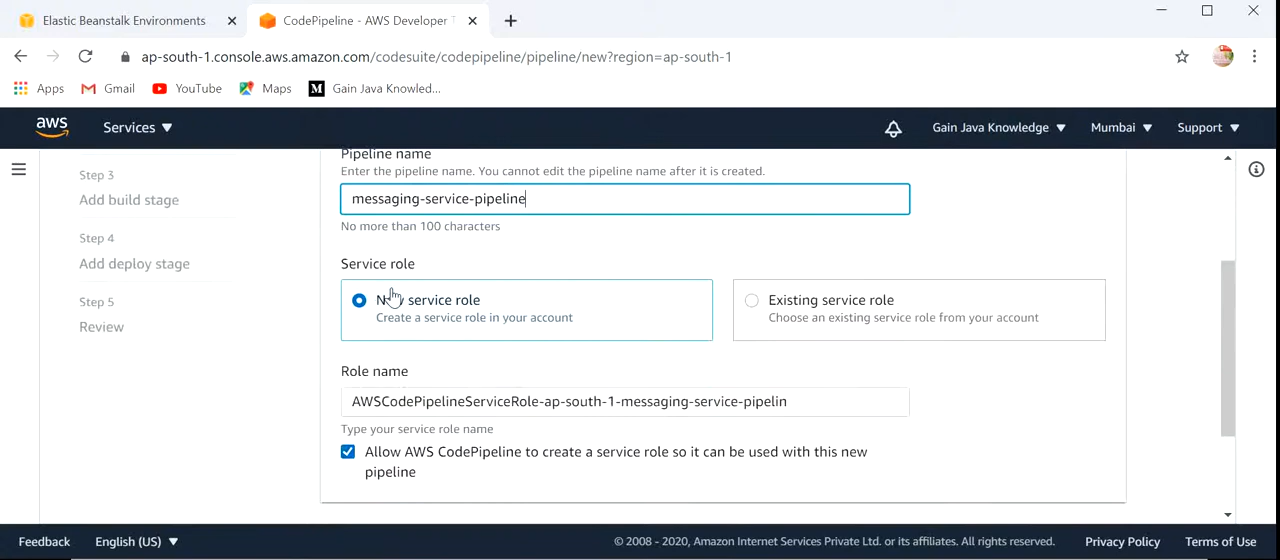 Elastic Beanstalk Environments
CodePipeline - AWS Developer T
ap-south-1.console.aws.amazon.com/codesuite/codepipeline/pipeline/new?region=ap-south-1
Apps Gmail YouTube Maps M Gain Java Knowled...
aws Services Gain Java Knowledge Mumbai Support
Step 3
Add build stage
Step 4
Add deploy stage
Step 5
Review
Pipeline name
Enter the pipeline name. You cannot edit the pipeline name after it is created.
messaging-service-pipeline
No more than 100 characters
Service role
New service role
Create a service role in your account
Existing service role
Choose an existing service role from your account
Role name
AWSCodePipelineServiceRole-ap-south-1-messaging-service-pipelin
Type your service role name
Allow AWS CodePipeline to create a service role so it can be used with this new
pipeline
Feedback English (US) © 2008 - 2020, Amazon Internet Services Private Ltd. or its affiliates. All rights reserved. Privacy Policy Terms of Use